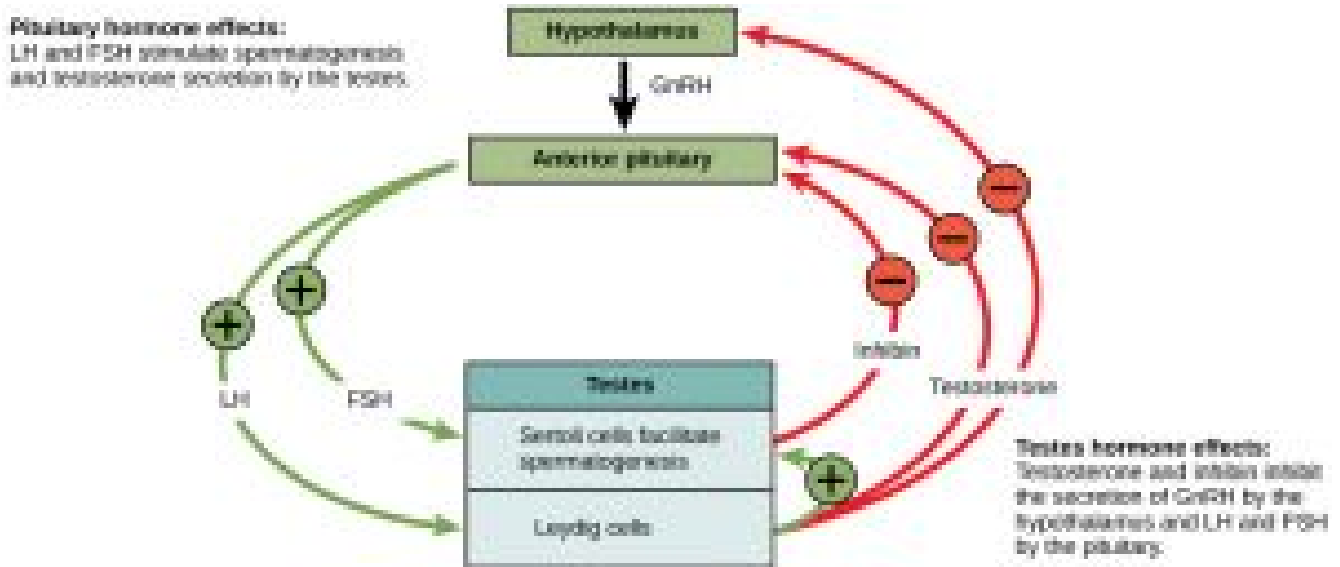 Pituitary hormone effects:
LH and FSH stimulate spermatogenesis
and testosterone secretion by the testes.
Hypothalamus
GnRH
Anterior pituitary
+
+
−
−
−
LH
FSH
Inhibin
Testosterone
Testes
Sertoli cells facilitate
spermatogenesis
+
Leydig cells
Testes hormone effects:
Testosterone and inhibin inhibit
the secretion of GnRH by the
hypothalamus and LH and FSH
by the pituitary.